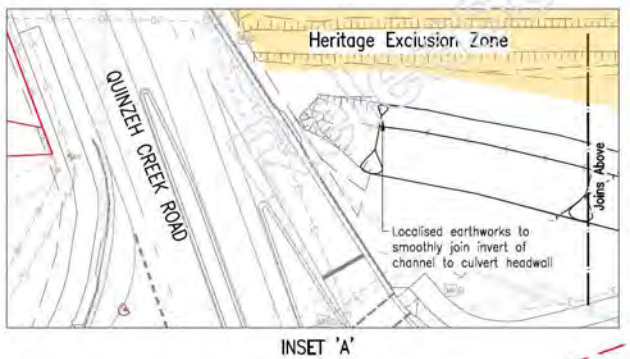 Heritage Exclusion Zone
QUINZEH CREEK ROAD
Joins Above
Localised earthworks to
smoothly join invert of
channel to culvert headwall
INSET 'A'